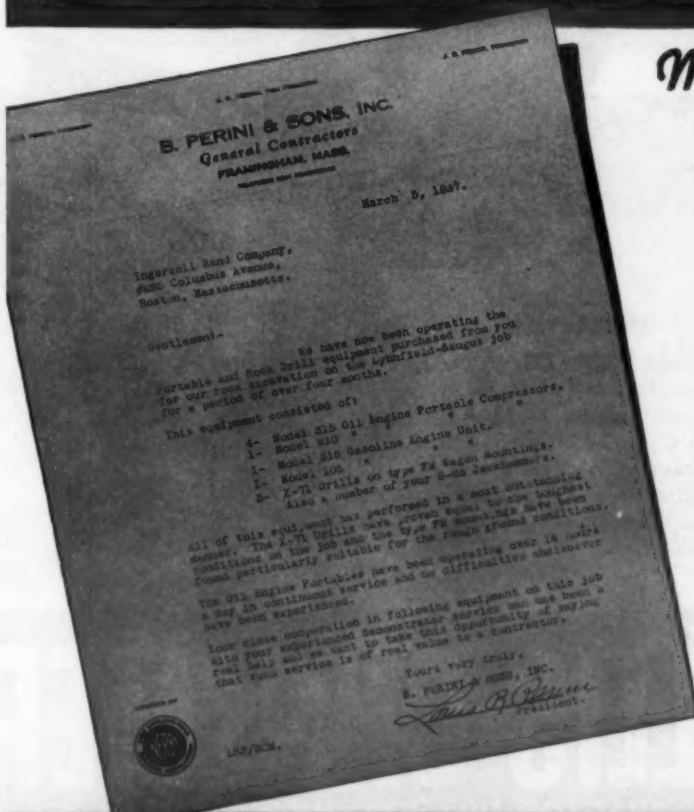 B. PERINI & SONS, INC.
General Contractors
FRAMINGHAM, MASS.
March 5, 1937.
Ingersoll Rand Company,
Columbus Avenue,
Boston, Massachusetts.
Gentlemen:-
We have now been operating the
Portable and Rock Drill equipment purchased from you
for our rock excavation on the Lynnfield-Saugus job
for a period of over four months.
This equipment consisted of:
4- Model 315 Oil Engine Portable Compressors.
1- Model 210 " " " "
1- Model 315 Gasoline Engine Unit.
1- Model 105 " " "
3- X-71 Drills on type FM Wagon Mountings.
Also a number of your Jackhammers.
All of this equipment has performed in a most outstanding
manner. The X-71 Drills have proven equal to the toughest
conditions on the job and the type FM mountings have been
found particularly suitable for the rough ground conditions.
The Oil Engine Portables have been operating over 14 hours
a day in continuous service and no difficulties whatsoever
have been experienced.
Your close cooperation in following equipment on this job
with your experienced demonstrator service has been a
real help and we want to take this opportunity of saying
that such service is of real value to a contractor.
Yours very truly,
B. PERINI & SONS, INC.
Louis R. Perini
President.